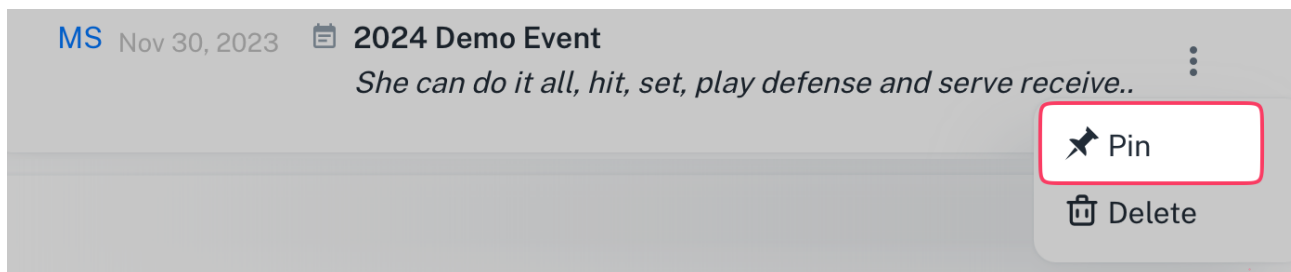 MS Nov 30, 2023 2024 Demo Event
She can do it all, hit, set, play defense and serve receive..
Pin
Delete